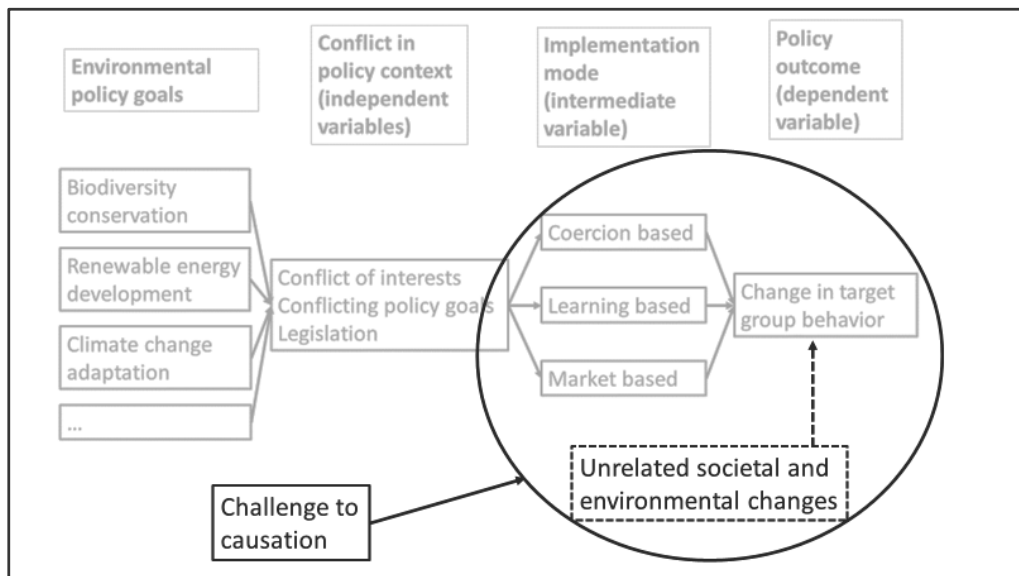 Environmental
policy goals
Conflict in
policy context
(independent
variables)
Implementation
mode
(intermediate
variable)
Policy
outcome
(dependent
variable)
Biodiversity
conservation
Renewable energy
development
Climate change
adaptation
...
Conflict of interests
Conflicting policy goals
Legislation
Coercion based
Learning based
Market based
Change in target
group behavior
Unrelated societal and
environmental changes
Challenge to
causation